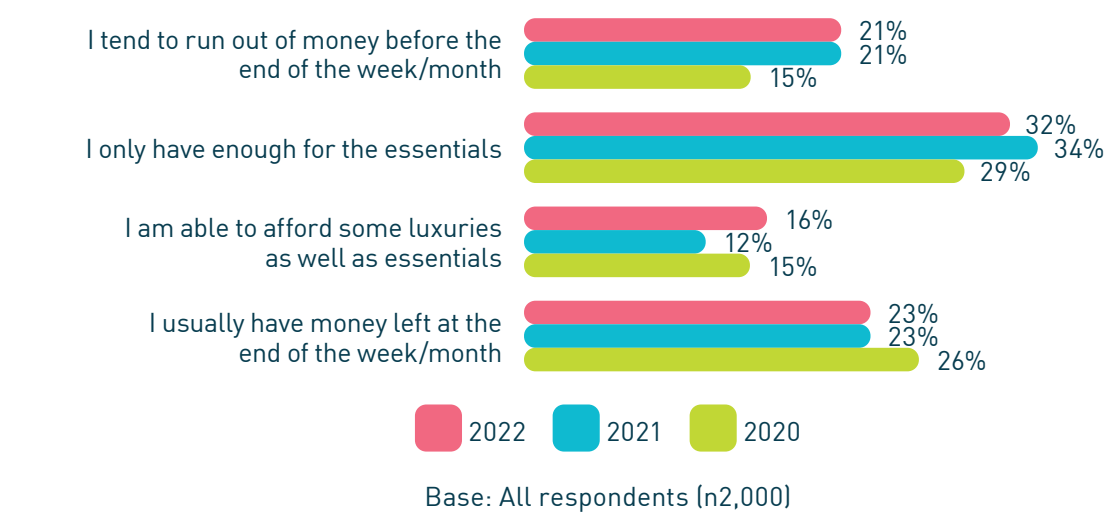 I tend to run out of money before the
end of the week/month
21%
21%
15%
I only have enough for the essentials
32%
34%
29%
I am able to afford some luxuries
as well as essentials
16%
12%
15%
I usually have money left at the
end of the week/month
23%
23%
26%
2022 2021 2020
Base: All respondents (n2,000)